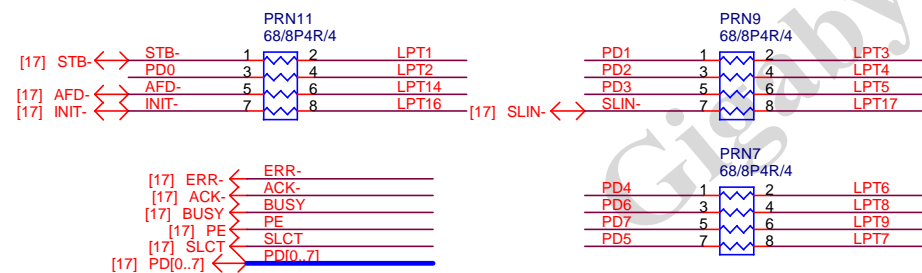 PRN11
68/8P4R/4
[17] STB- STB- 1 2 LPT1
PD0 3 4 LPT2
[17] AFD- AFD- 5 6 LPT14
[17] INIT- INIT- 7 8 LPT16
PRN9
68/8P4R/4
PD1 1 2 LPT3
PD2 3 4 LPT4
PD3 5 6 LPT5
[17] SLIN- SLIN- 7 8 LPT17
[17] ERR- ERR-
[17] ACK- ACK-
[17] BUSY BUSY
[17] PE PE
[17] SLCT SLCT
[17] PD[0..7] PD[0..7]
PRN7
68/8P4R/4
PD4 1 2 LPT6
PD6 3 4 LPT8
PD7 5 6 LPT9
PD5 7 8 LPT7
Gigaby